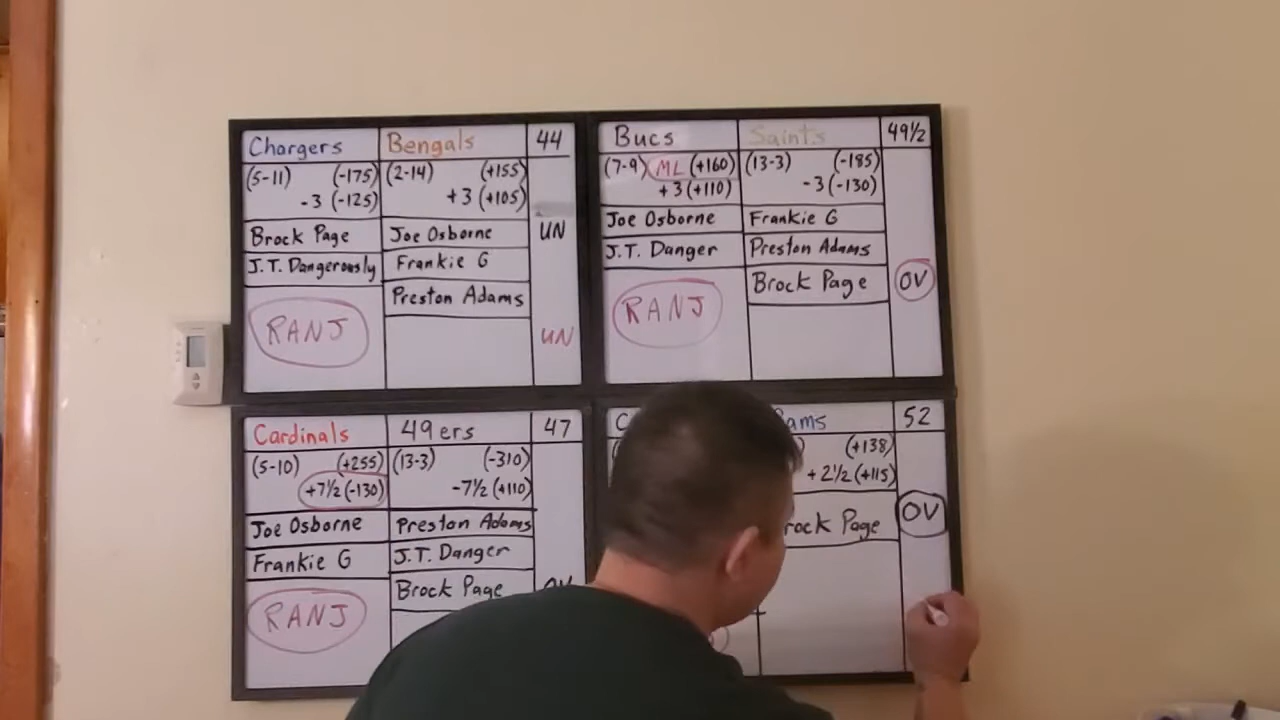 Chargers Bengals 44
(5-11) (-175) (2-14) (+155)
-3 (-125) +3 (+105)
Brock Page Joe Osborne UN
J.T. Dangerously Frankie G
Preston Adams
RANJ UN
Bucs Saints 49½
(7-9) ML (+160) (13-3) (-185)
+3 (+110) -3 (-130)
Joe Osborne Frankie G
J.T. Danger Preston Adams
RANJ Brock Page OV
Cardinals 49ers 47
(5-10) (+255) (13-3) (-310)
+7½ (-130) -7½ (+110)
Joe Osborne Preston Adams
Frankie G J.T. Danger
RANJ Brock Page
52
(+138)
+2½ (+115)
Page OV